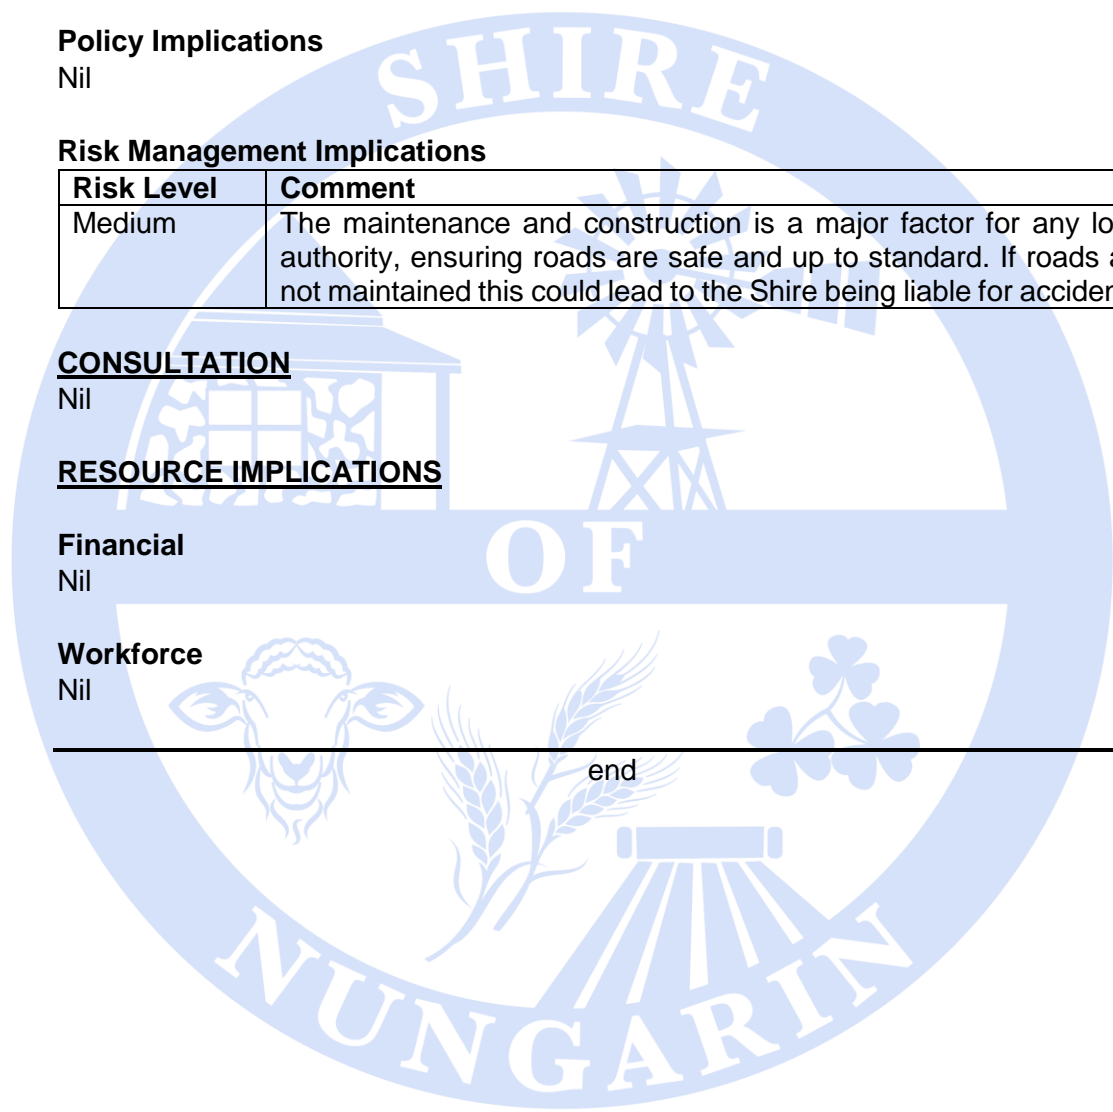 SHIRE
Policy Implications
Nil
Risk Management Implications
Risk Level Comment
Medium The maintenance and construction is a major factor for any lo
authority, ensuring roads are safe and up to standard. If roads a
not maintained this could lead to the Shire being liable for acciden
CONSULTATION
Nil
RESOURCE IMPLICATIONS
OF
Financial
Nil
Workforce
Nil
end
NUNGARIN